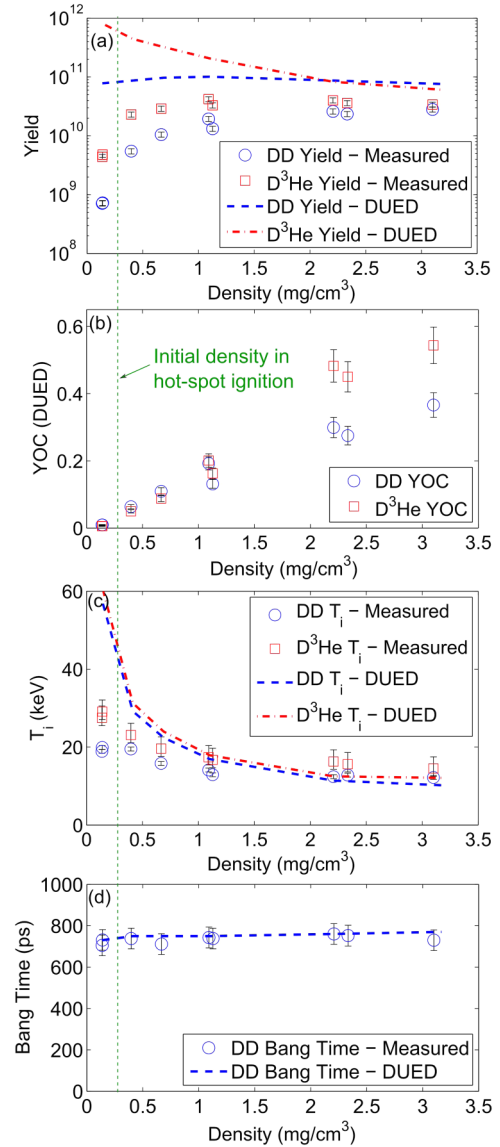 (a)
10^12
10^11
10^10
10^9
10^8
Yield
DD Yield − Measured
D^3He Yield − Measured
DD Yield − DUED
D^3He Yield − DUED
0 0.5 1 1.5 2 2.5 3 3.5
Density (mg/cm^3)
(b)
0.6
0.4
0.2
0
YOC (DUED)
Initial density in
hot-spot ignition
DD YOC
D^3He YOC
0 0.5 1 1.5 2 2.5 3 3.5
Density (mg/cm^3)
(c)
60
40
20
0
T_i (keV)
DD T_i − Measured
D^3He T_i − Measured
DD T_i − DUED
D^3He T_i − DUED
0 0.5 1 1.5 2 2.5 3 3.5
Density (mg/cm^3)
(d)
1000
800
600
400
200
0
Bang Time (ps)
DD Bang Time − Measured
DD Bang Time − DUED
0 0.5 1 1.5 2 2.5 3 3.5
Density (mg/cm^3)